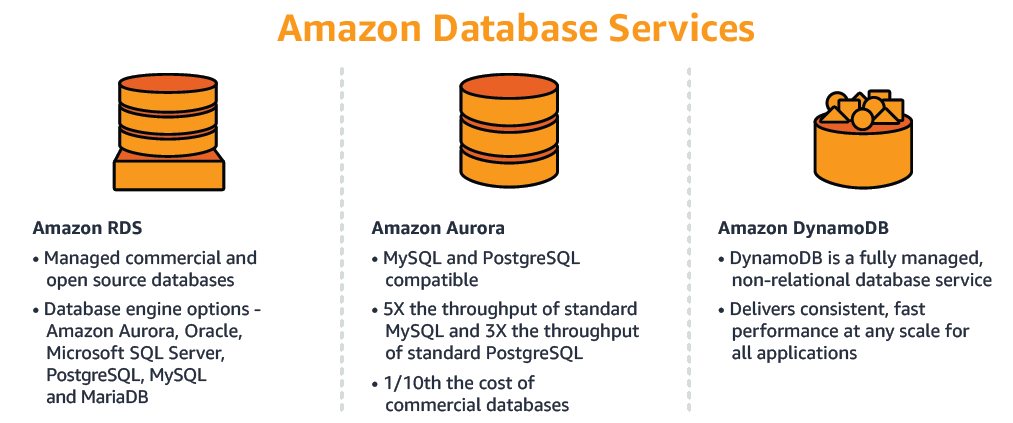 Amazon Database Services
Amazon RDS
• Managed commercial and
open source databases
• Database engine options -
Amazon Aurora, Oracle,
Microsoft SQL Server,
PostgreSQL, MySQL
and MariaDB
Amazon Aurora
• MySQL and PostgreSQL
compatible
• 5X the throughput of standard
MySQL and 3X the throughput
of standard PostgreSQL
• 1/10th the cost of
commercial databases
Amazon DynamoDB
• DynamoDB is a fully managed,
non-relational database service
• Delivers consistent, fast
performance at any scale for
all applications